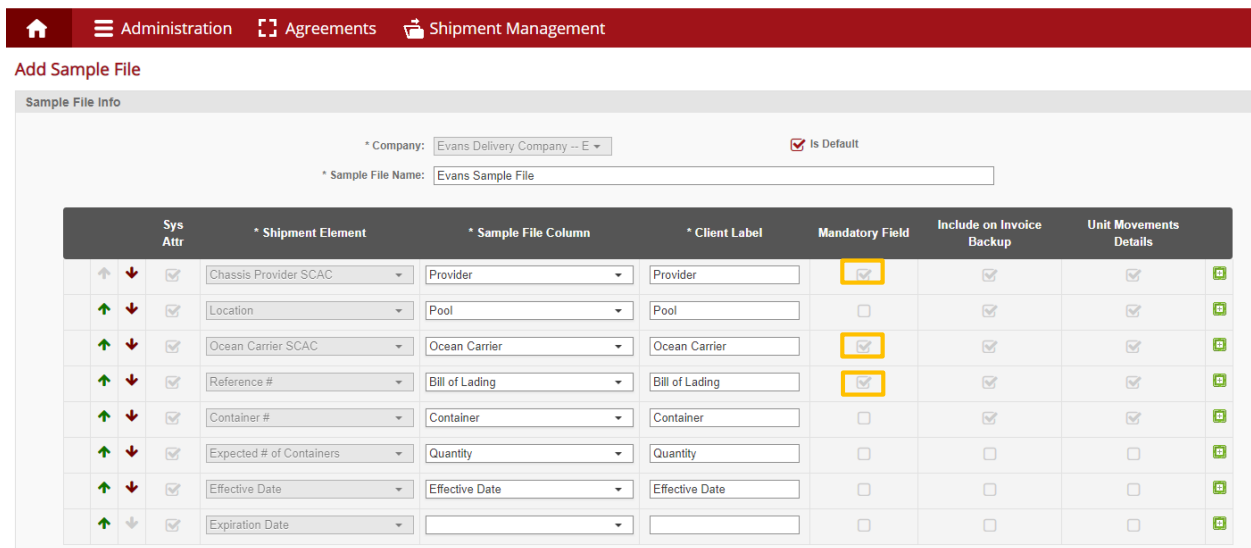 Administration Agreements Shipment Management
Add Sample File
Sample File Info
* Company: Evans Delivery Company -- E Is Default
* Sample File Name: Evans Sample File
Sys Attr * Shipment Element * Sample File Column * Client Label Mandatory Field Include on Invoice Backup Unit Movements Details
Chassis Provider SCAC Provider Provider
Location Pool Pool
Ocean Carrier SCAC Ocean Carrier Ocean Carrier
Reference # Bill of Lading Bill of Lading
Container # Container Container
Expected # of Containers Quantity Quantity
Effective Date Effective Date Effective Date
Expiration Date